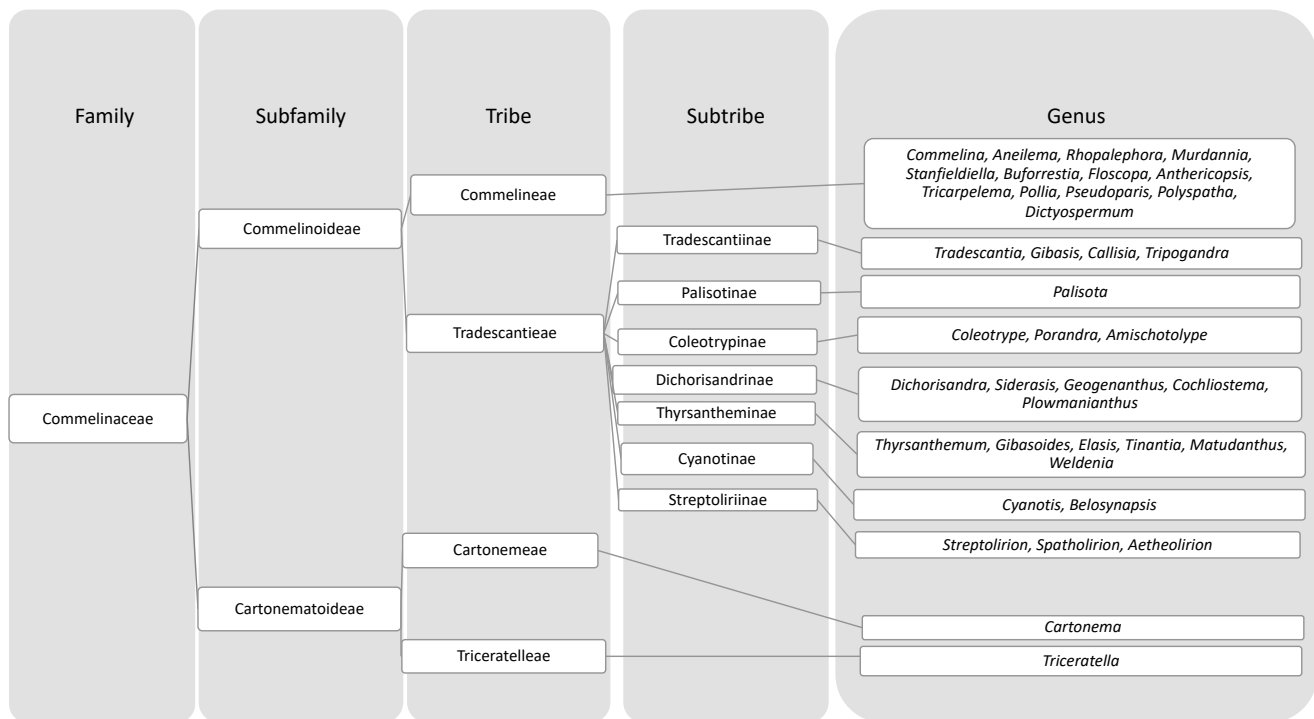 Family
Subfamily
Tribe
Subtribe
Genus
Commelinaceae
Commelinoideae
Cartonematoideae
Commelineae
Tradescantieae
Cartonemeae
Triceratelleae
Tradescantiinae
Palisotinae
Coleotrypinae
Dichorisandrinae
Thyrsantheminae
Cyanotinae
Streptoliriinae
Commelina, Aneilema, Rhopalephora, Murdannia,
Stanfieldiella, Buforrestia, Floscopa, Anthericopsis,
Tricarpelema, Pollia, Pseudoparis, Polyspatha,
Dictyospermum
Tradescantia, Gibasis, Callisia, Tripogandra
Palisota
Coleotrype, Porandra, Amischotolype
Dichorisandra, Siderasis, Geogenanthus, Cochliostema,
Plowmanianthus
Thyrsanthemum, Gibasoides, Elasis, Tinantia, Matudanthus,
Weldenia
Cyanotis, Belosynapsis
Streptolirion, Spatholirion, Aetheolirion
Cartonema
Triceratella